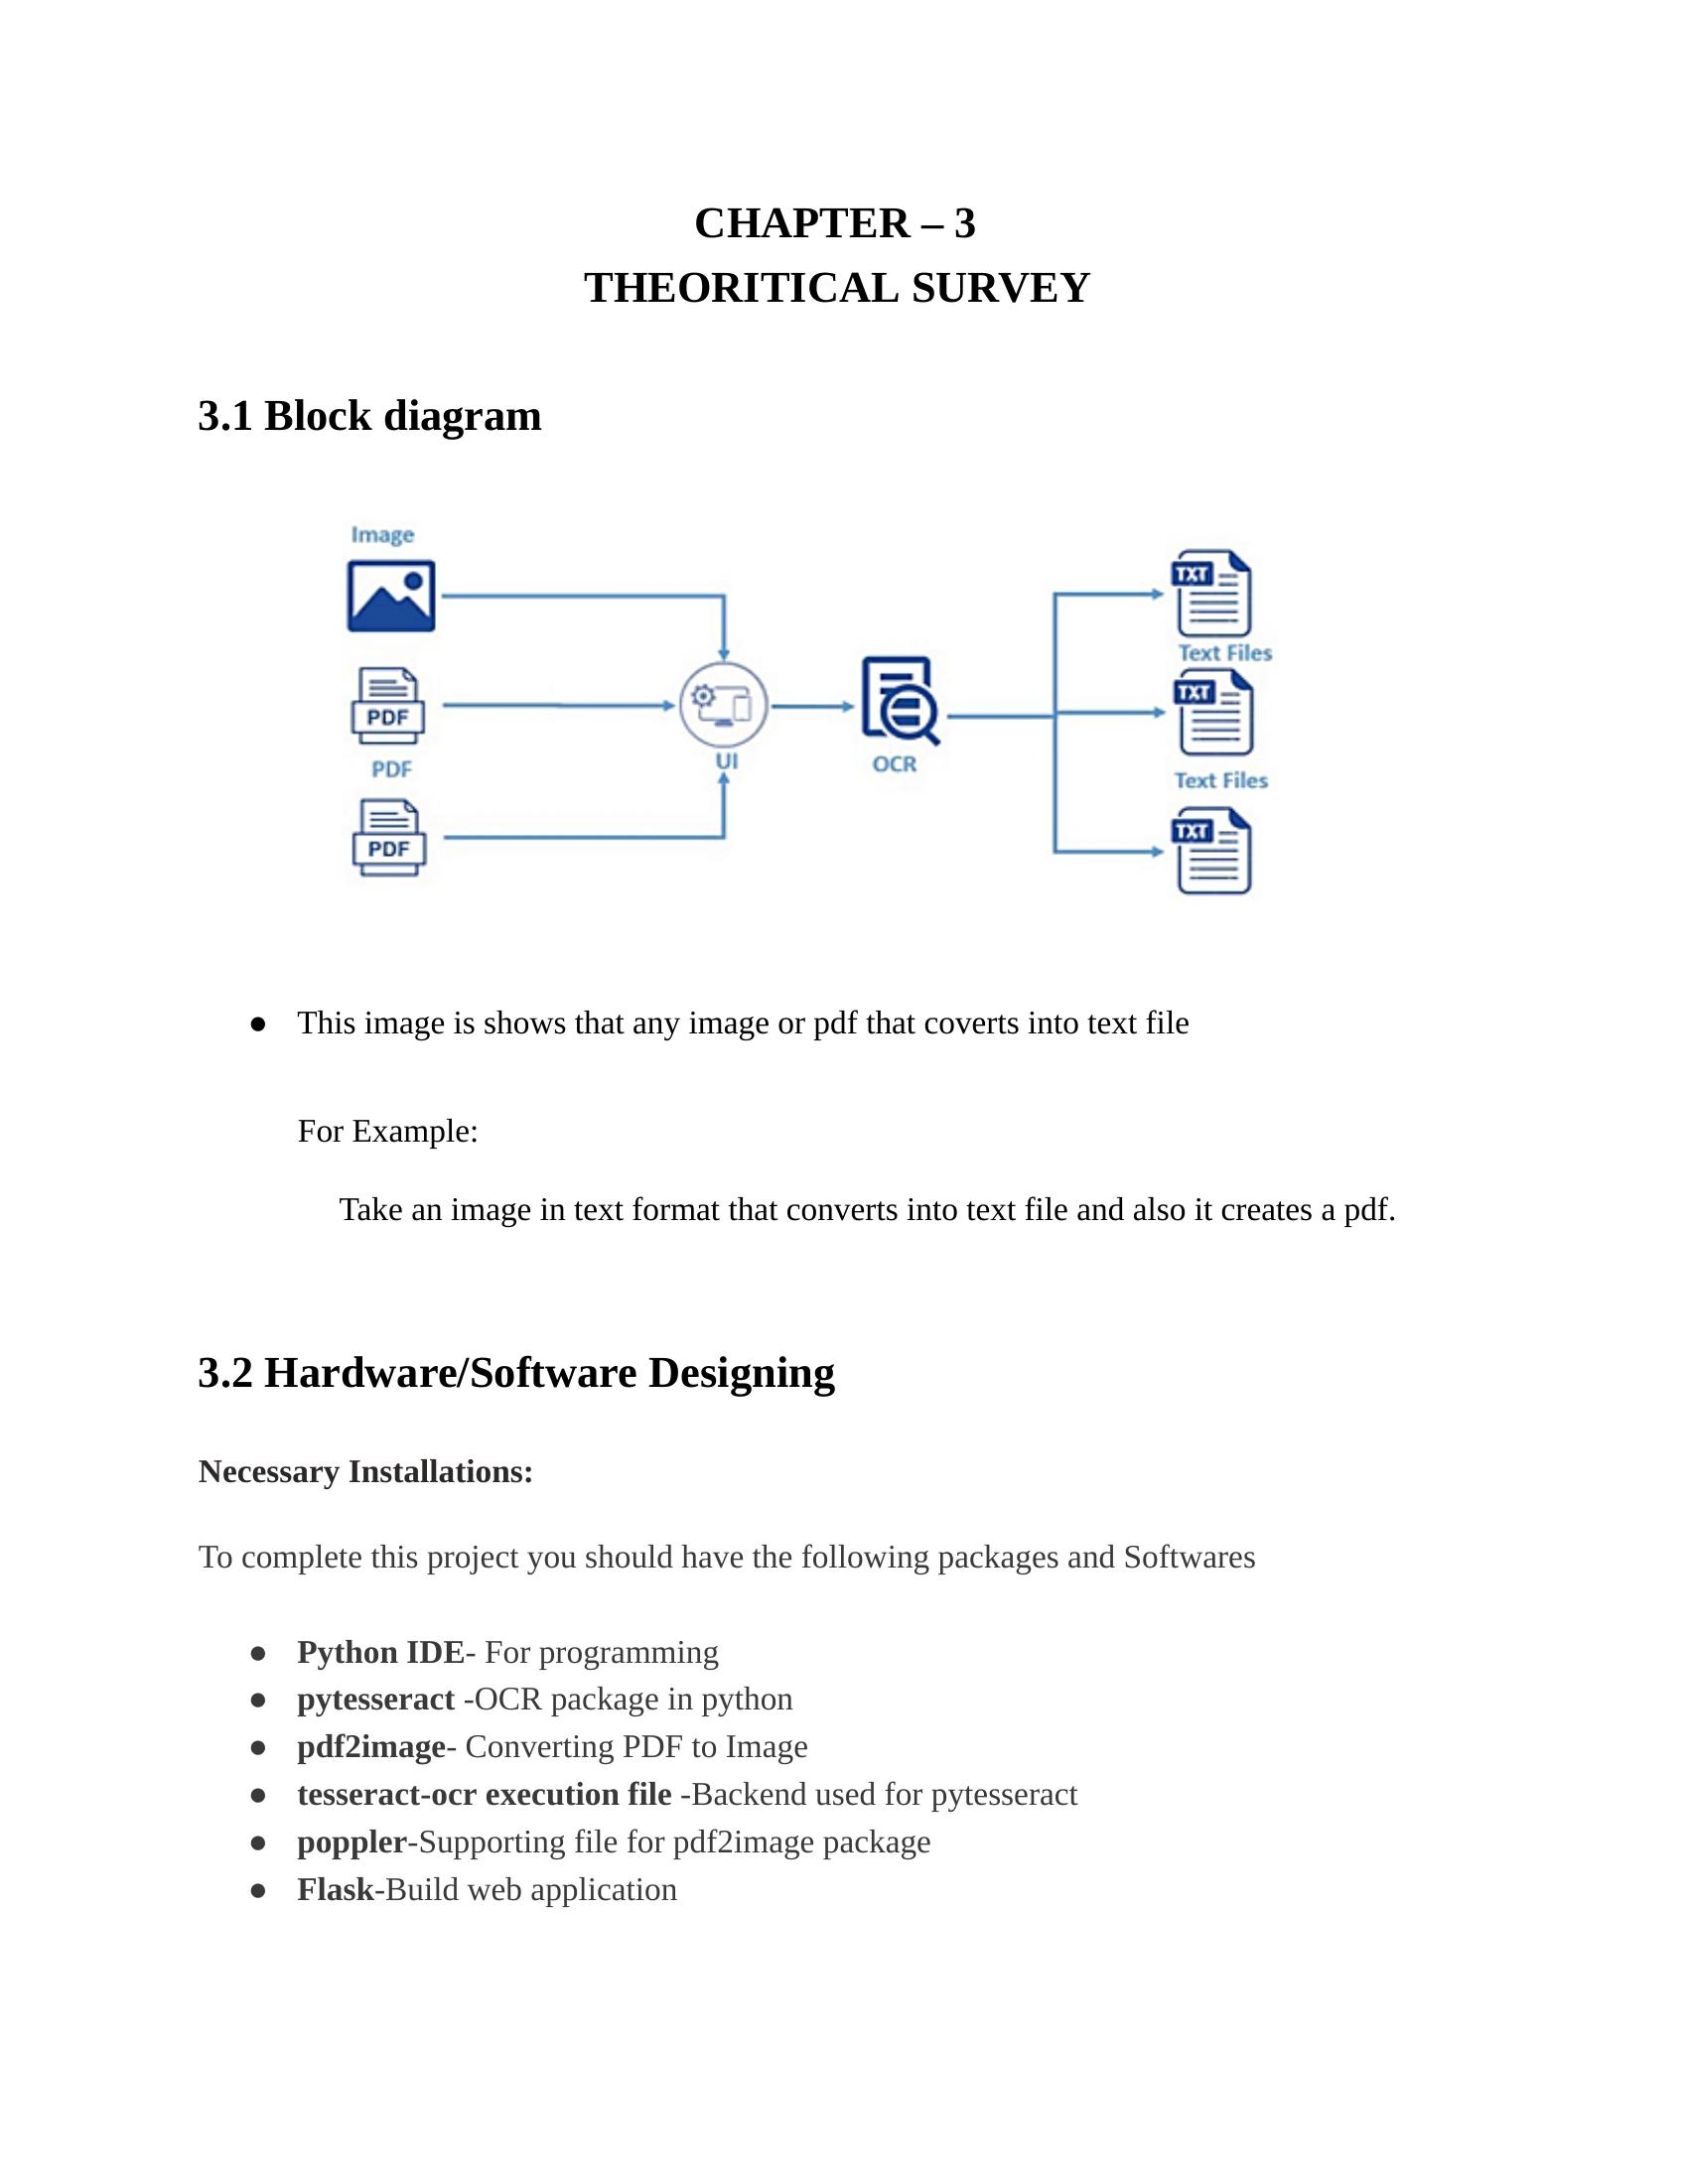 CHAPTER – 3
THEORITICAL SURVEY
3.1 Block diagram
Image
TXT
Text Files
PDF
TXT
UI
OCR
PDF
Text Files
PDF
TXT
● This image is shows that any image or pdf that coverts into text file
For Example:
Take an image in text format that converts into text file and also it creates a pdf.
3.2 Hardware/Software Designing
Necessary Installations:
To complete this project you should have the following packages and Softwares
● Python IDE- For programming
● pytesseract -OCR package in python
● pdf2image- Converting PDF to Image
● tesseract-ocr execution file -Backend used for pytesseract
● poppler-Supporting file for pdf2image package
● Flask-Build web application